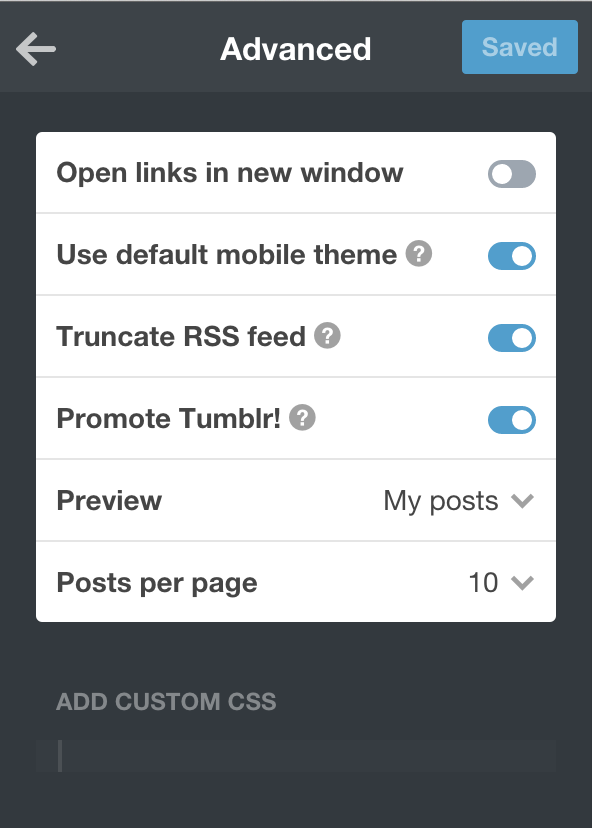 Advanced
Saved
Open links in new window
Use default mobile theme ?
Truncate RSS feed ?
Promote Tumblr! ?
Preview My posts
Posts per page 10
ADD CUSTOM CSS